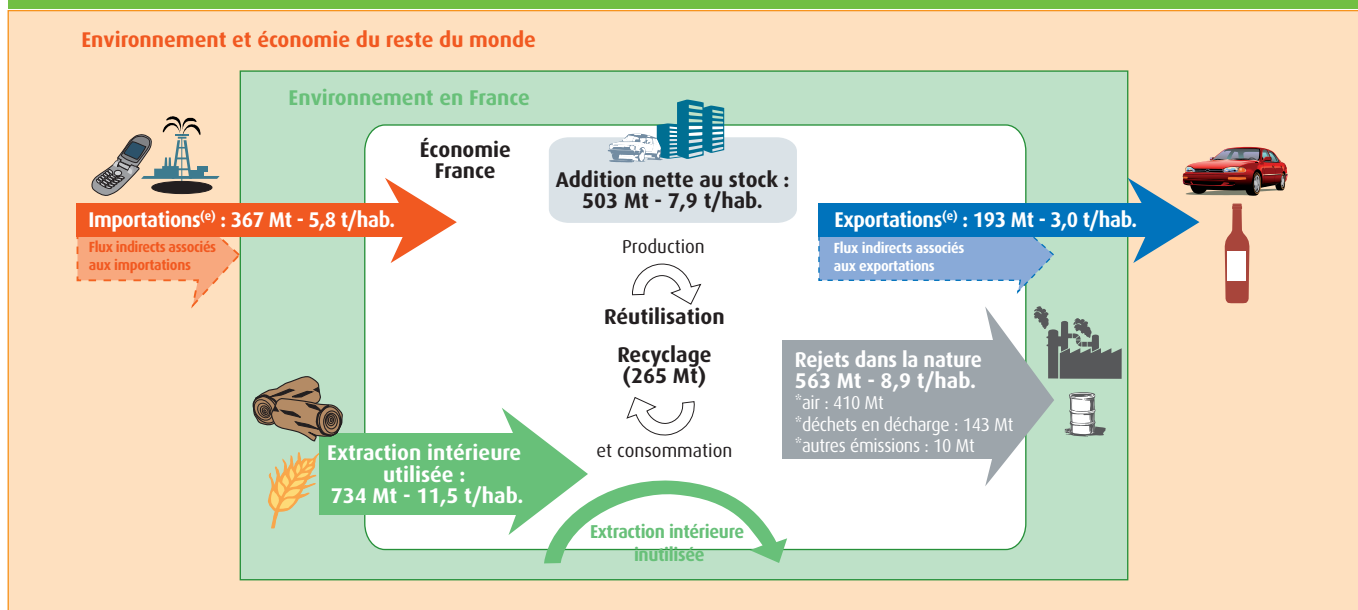 Environnement et économie du reste du monde
Environnement en France
Économie
France
Addition nette au stock :
503 Mt - 7,9 t/hab.
Importations(e) : 367 Mt - 5,8 t/hab.
Flux indirects associés
aux importations
Exportations(e) : 193 Mt - 3,0 t/hab.
Flux indirects associés
aux exportations
Production
Réutilisation
Recyclage
(265 Mt)
et consommation
Rejets dans la nature
563 Mt - 8,9 t/hab.
*air : 410 Mt
*déchets en décharge : 143 Mt
*autres émissions : 10 Mt
Extraction intérieure
utilisée :
734 Mt - 11,5 t/hab.
Extraction intérieure
inutilisée